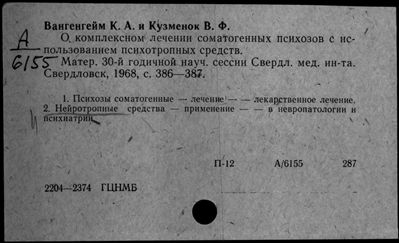 Вангенгейм К. А. и Кузменок В. Ф.
А О комплексном лечении соматогенных психозов с ис-
6155 пользованием психотропных средств.
Матер. 30-й годичной науч. сессии Свердл. мед. ин-та.
Свердловск, 1968, с. 386—387.
1. Психозы соматогенные — лечение — — лекарственное лечение.
2. Нейротропные средства — применение — — в невропатологии и
психиатрии.
П-12 А/6155 287
2204—2374 ГЦНМБ